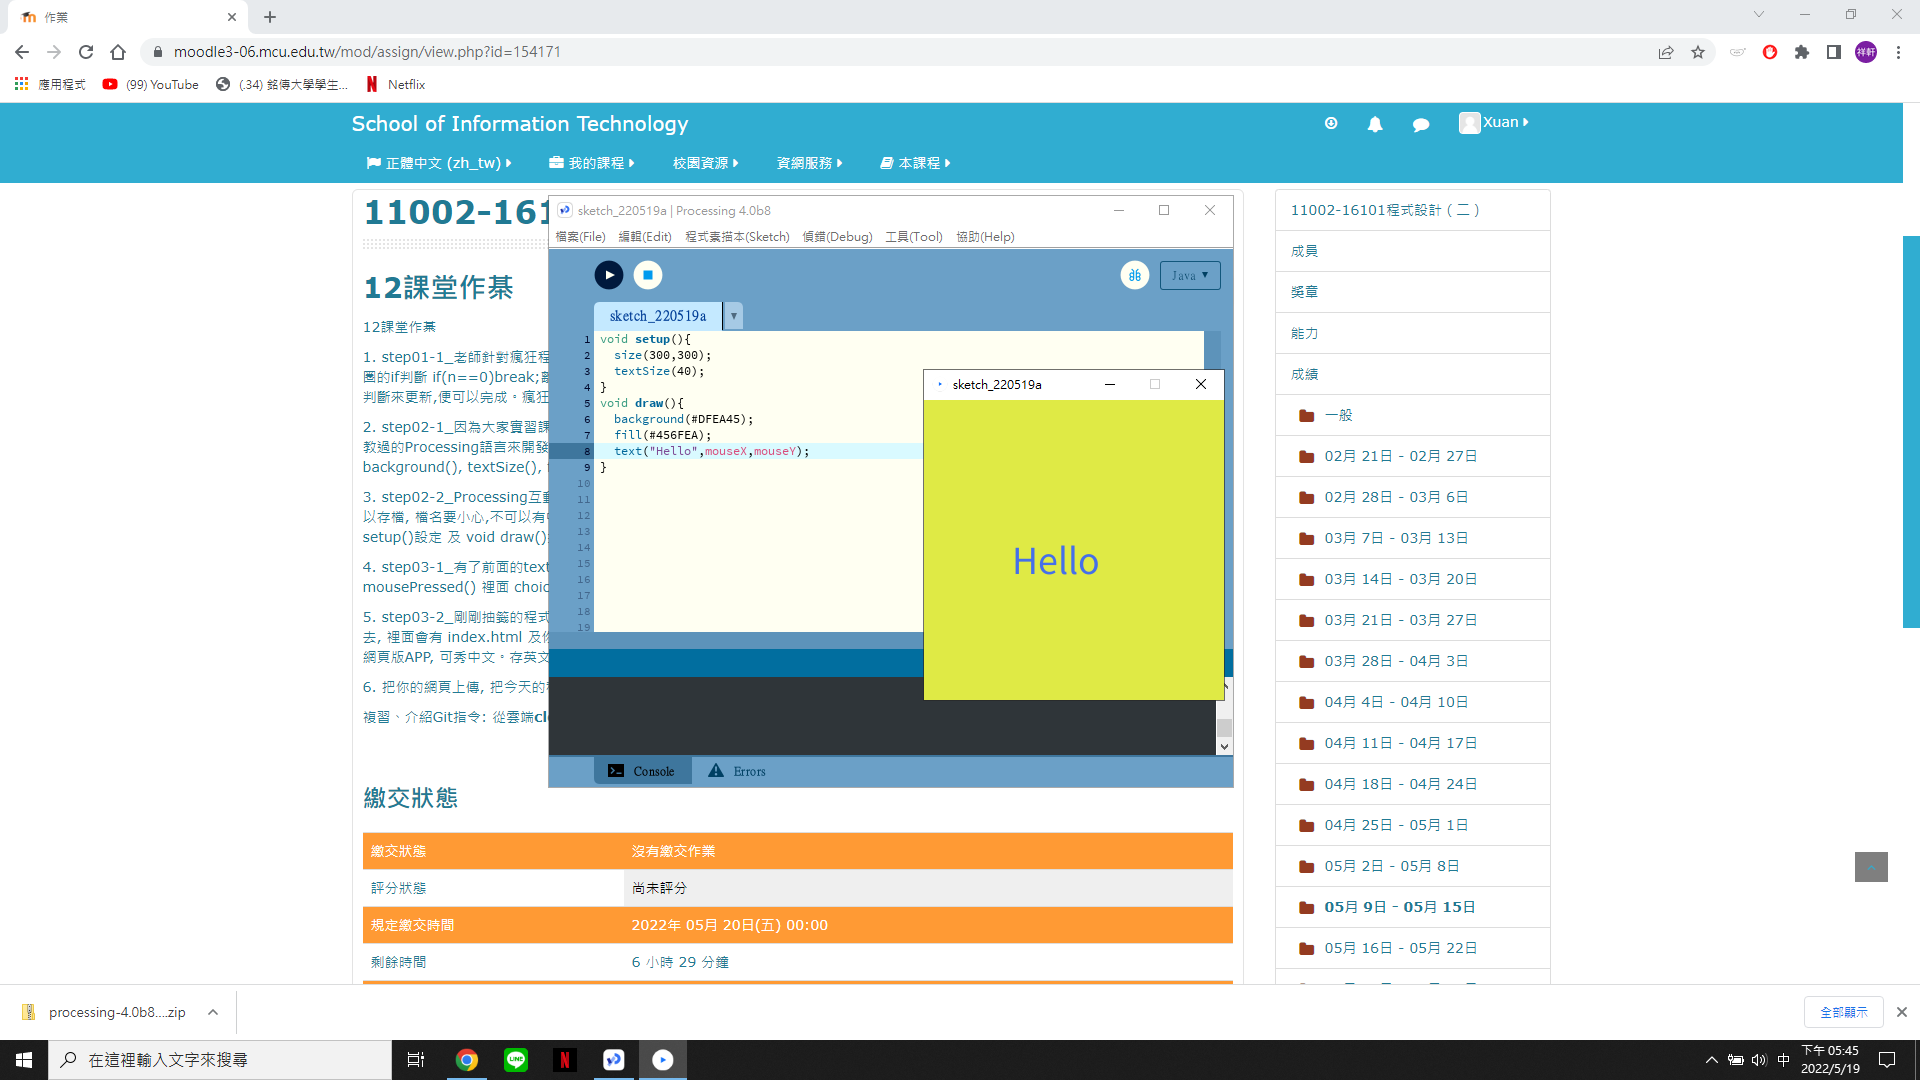 作業
moodle3-06.mcu.edu.tw/mod/assign/view.php?id=154171
祥軒
應用程式
(99) YouTube
(.34) 銘傳大學學生...
Netflix
School of Information Technology
Xuan
正體中文 (zh_tw)
我的課程
校園資源
資網服務
本課程
11002-161
12課堂作業
12課堂作業
1. step01-1_老師針對瘋狂程
圈的if判斷 if(n==0)break;
判斷來更新,便可以完成。瘋狂
2. step02-1_因為大家實習課
教過的Processing語言來開發
background(), textSize(),
3. step02-2_Processing互動
以存檔, 檔名要小心,不可以有
setup()設定 及 void draw()
4. step03-1_有了前面的text
mousePressed() 裡面 choic
5. step03-2_剛剛抽籤的程式
去, 裡面會有 index.html 及
網頁版APP, 可秀中文。存英文
6. 把你的網頁上傳, 把今天的
複習、介紹Git指令: 從雲端clo
sketch_220519a | Processing 4.0b8
檔案(File)
編輯(Edit)
程式素描本(Sketch)
偵錯(Debug)
工具(Tool)
協助(Help)
Java
sketch_220519a
1 void setup(){
2 size(300,300);
3 textSize(40);
4 }
5 void draw(){
6 background(#DFEA45);
7 fill(#456FEA);
8 text("Hello",mouseX,mouseY);
9 }
10
11
12
13
14
15
16
17
18
19
Console
Errors
sketch_220519a
Hello
繳交狀態
繳交狀態 沒有繳交作業
評分狀態 尚未評分
規定繳交時間 2022年 05月 20日(五) 00:00
剩餘時間 6 小時 29 分鐘
11002-16101程式設計 ( 二 )
成員
獎章
能力
成績
一般
02月 21日 - 02月 27日
02月 28日 - 03月 6日
03月 7日 - 03月 13日
03月 14日 - 03月 20日
03月 21日 - 03月 27日
03月 28日 - 04月 3日
04月 4日 - 04月 10日
04月 11日 - 04月 17日
04月 18日 - 04月 24日
04月 25日 - 05月 1日
05月 2日 - 05月 8日
05月 9日 - 05月 15日
05月 16日 - 05月 22日
processing-4.0b8....zip
全部顯示
在這裡輸入文字來搜尋
中
下午 05:45
2022/5/19